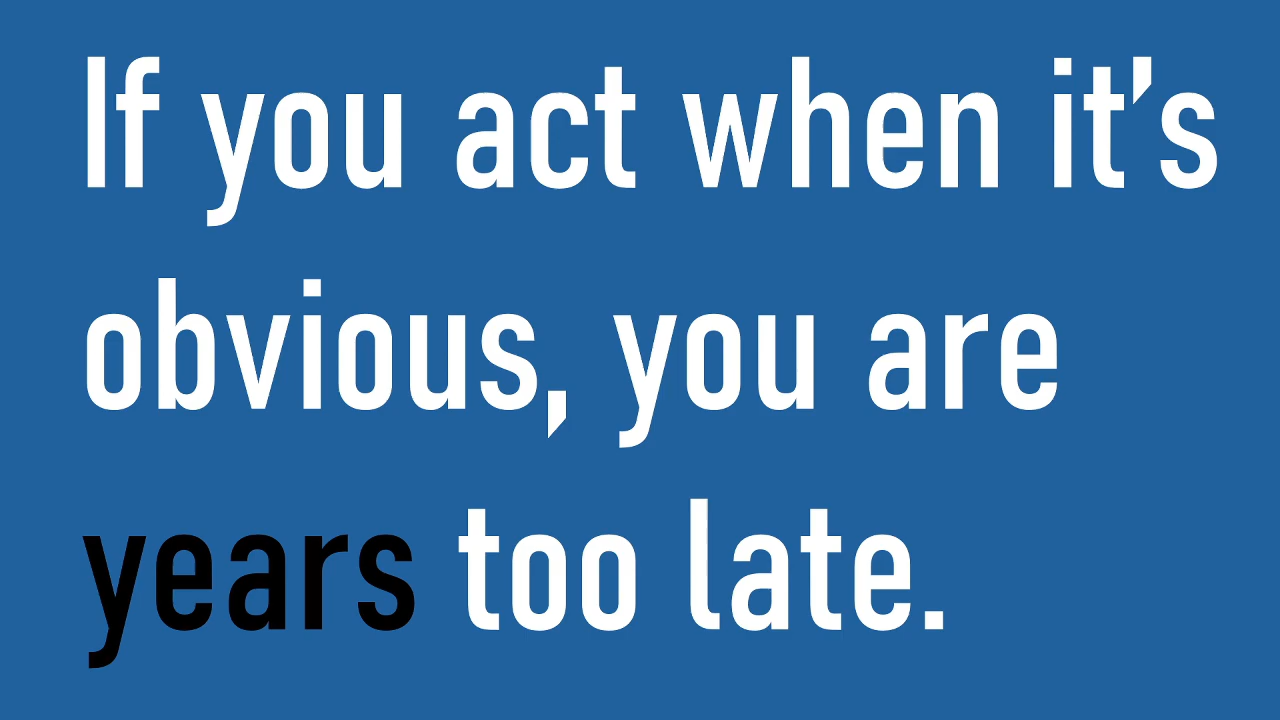 If you act when it’s
obvious, you are
years too late.